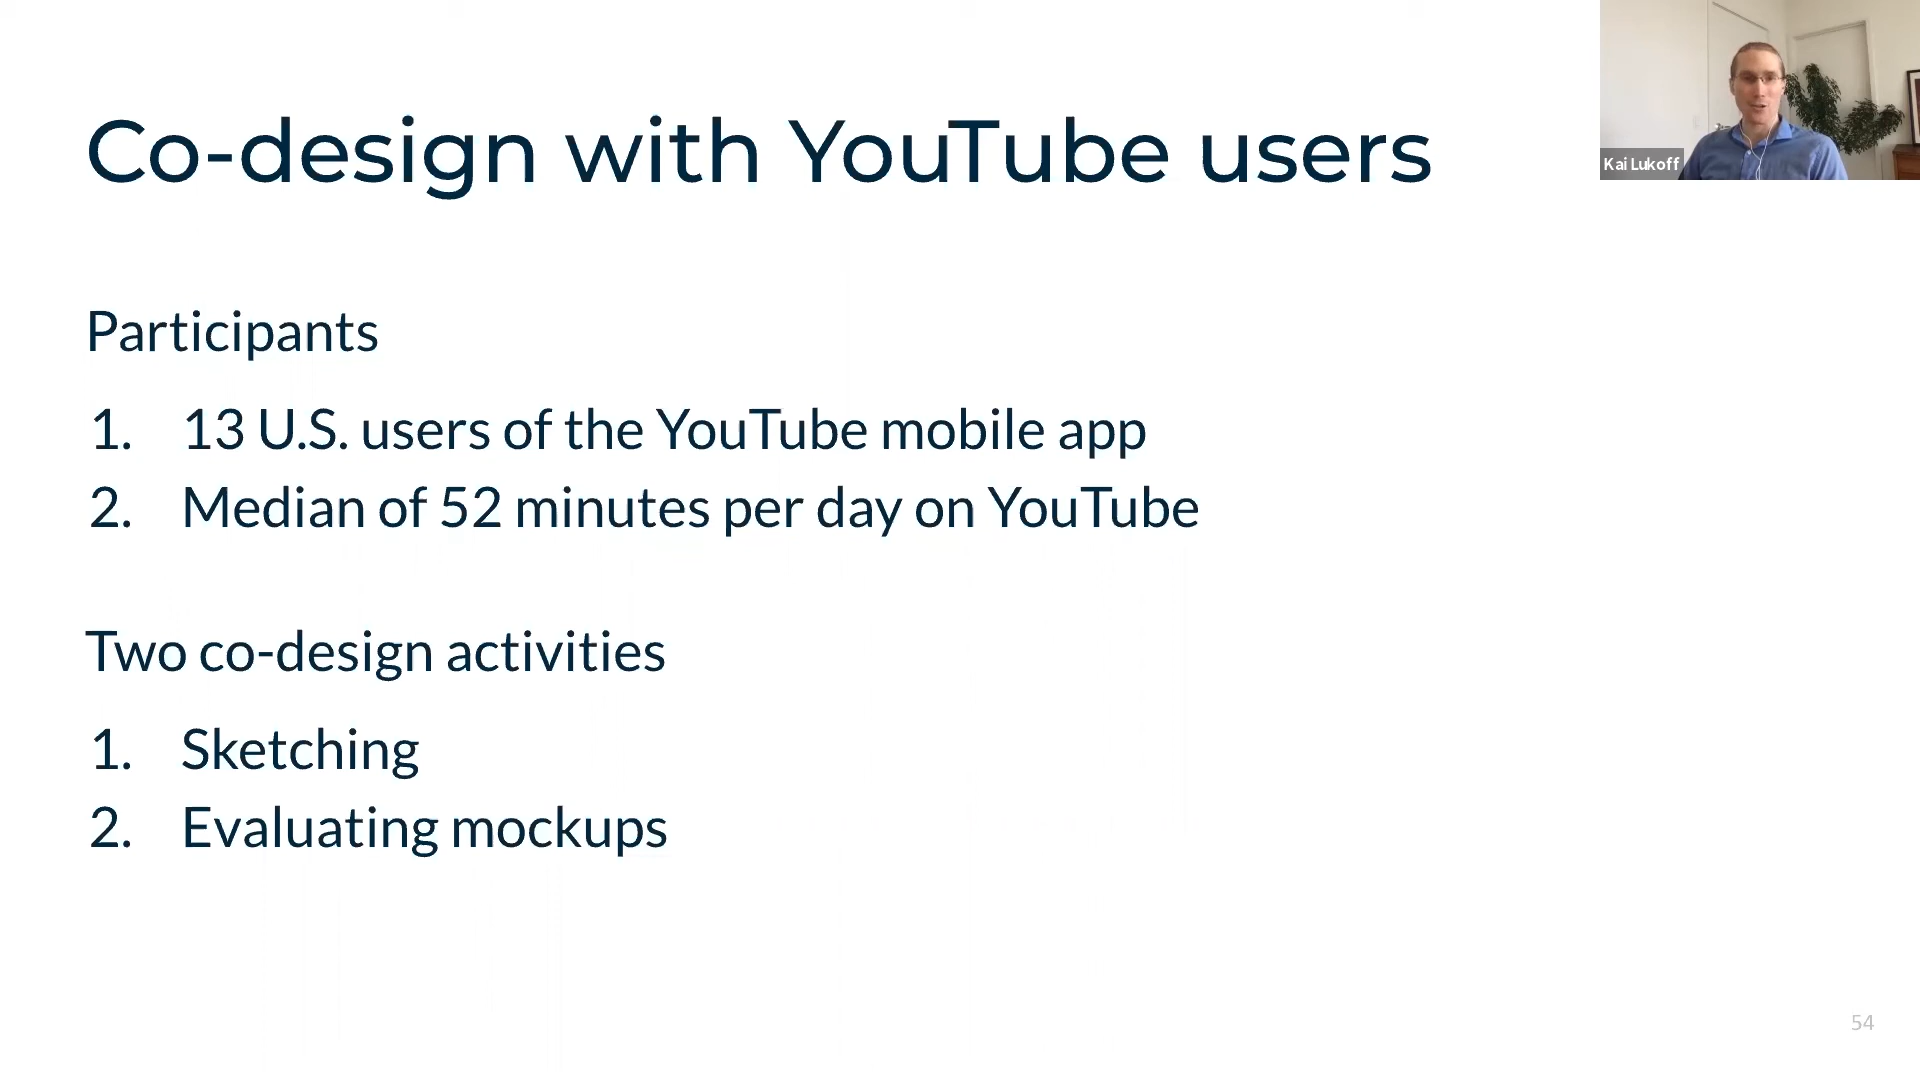 Co-design with YouTube users
Kai Lukoff
Participants
1. 13 U.S. users of the YouTube mobile app
2. Median of 52 minutes per day on YouTube
Two co-design activities
1. Sketching
2. Evaluating mockups
54